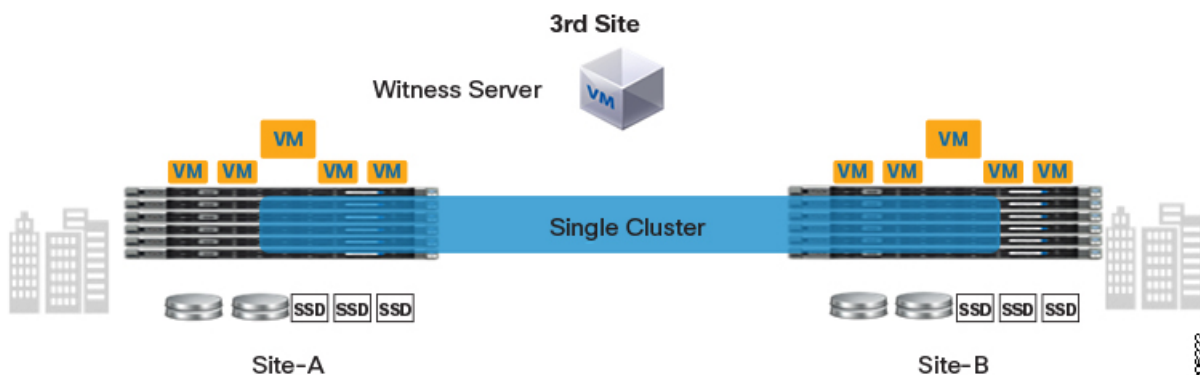 3rd Site
Witness Server
VM
VM
VM
VM VM VM VM
VM VM VM VM
Single Cluster
SSD SSD SSD
SSD SSD SSD
Site-A
Site-B